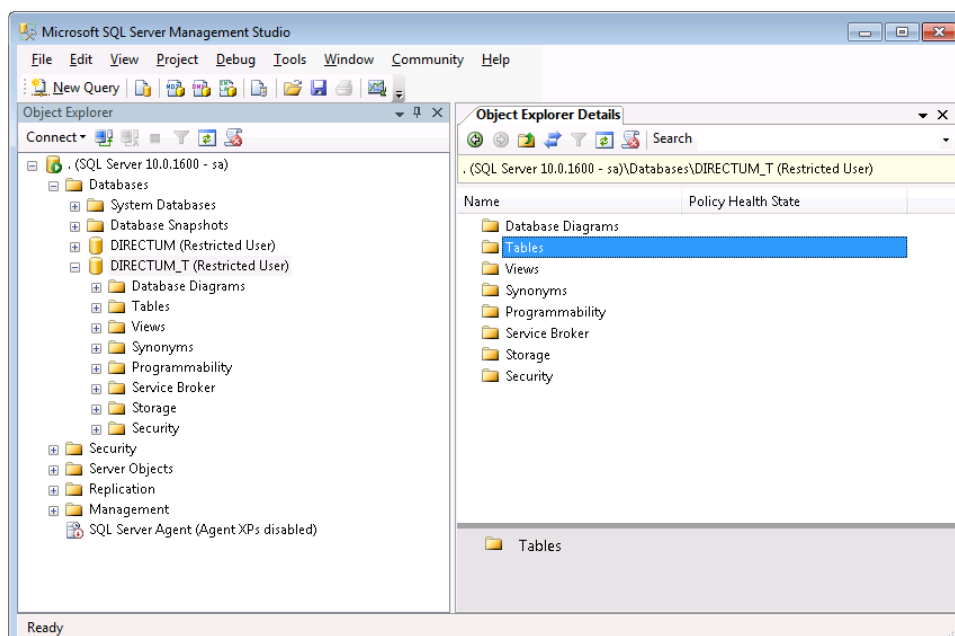 Microsoft SQL Server Management Studio
File Edit View Project Debug Tools Window Community Help
New Query
Object Explorer
Connect
. (SQL Server 10.0.1600 - sa)
Databases
System Databases
Database Snapshots
DIRECTUM (Restricted User)
DIRECTUM_T (Restricted User)
Database Diagrams
Tables
Views
Synonyms
Programmability
Service Broker
Storage
Security
Security
Server Objects
Replication
Management
SQL Server Agent (Agent XPs disabled)
Object Explorer Details
Search
. (SQL Server 10.0.1600 - sa)\Databases\DIRECTUM_T (Restricted User)
Name Policy Health State
Database Diagrams
Tables
Views
Synonyms
Programmability
Service Broker
Storage
Security
Tables
Ready